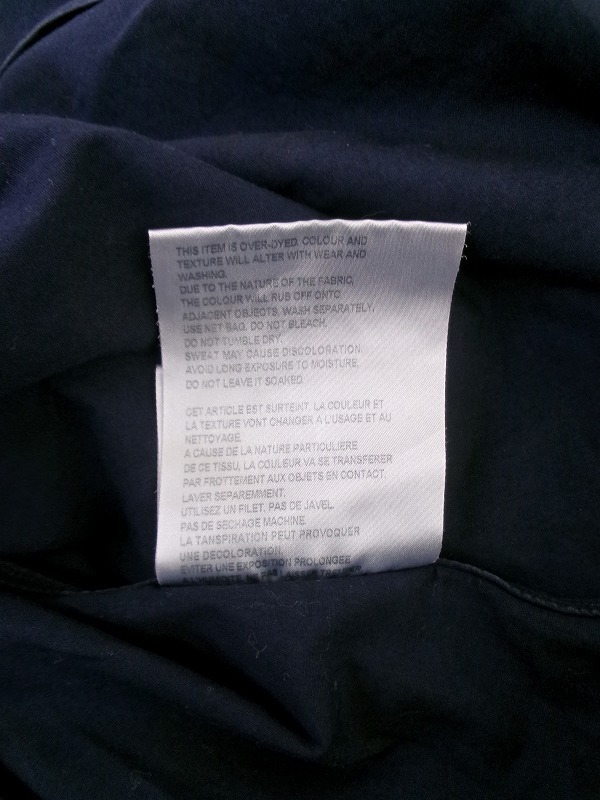 THIS ITEM IS OVER-DYED. COLOUR AND
TEXTURE WILL ALTER WITH WEAR AND
WASHING.
DUE TO THE NATURE OF THE FABRIC,
THE COLOUR WILL RUB OFF ONTO
ADJACENT OBJECTS. WASH SEPARATELY,
USE NET BAG. DO NOT BLEACH.
DO NOT TUMBLE DRY.
SWEAT MAY CAUSE DISCOLORATION.
AVOID LONG EXPOSURE TO MOISTURE.
DO NOT LEAVE IT SOAKED.
CET ARTICLE EST SURTEINT. LA COULEUR ET
LA TEXTURE VONT CHANGER A L'USAGE ET AU
NETTOYAGE.
A CAUSE DE LA NATURE PARTICULIERE
DE CE TISSU, LA COULEUR VA SE TRANSFERER
PAR FROTTEMENT AUX OBJETS EN CONTACT.
LAVER SEPAREMMENT.
UTILISEZ UN FILET. PAS DE JAVEL.
PAS DE SECHAGE MACHINE.
LA TANSPIRATION PEUT PROVOQUER
UNE DECOLORATION.
EVITER UNE EXPOSITION PROLONGEE